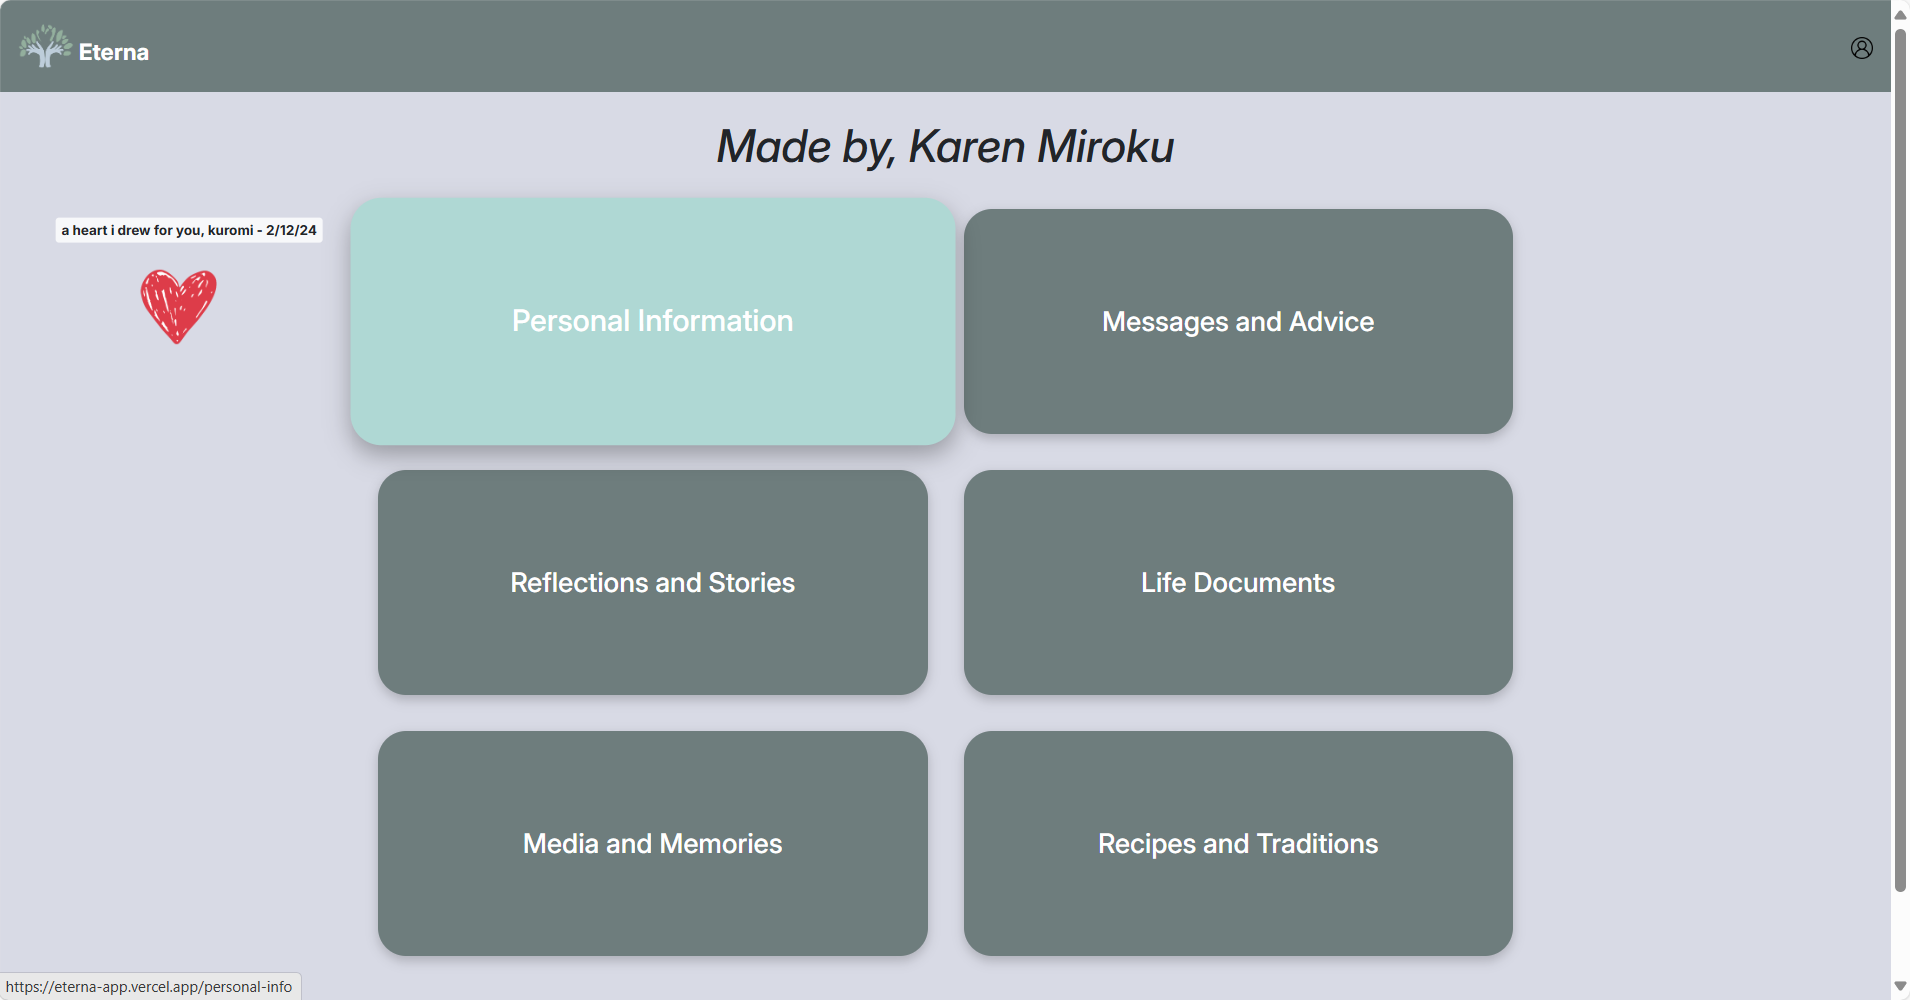 Eterna
Made by, Karen Miroku
a heart i drew for you, kuromi - 2/12/24
Personal Information
Messages and Advice
Reflections and Stories
Life Documents
Media and Memories
Recipes and Traditions
https://eterna-app.vercel.app/personal-info